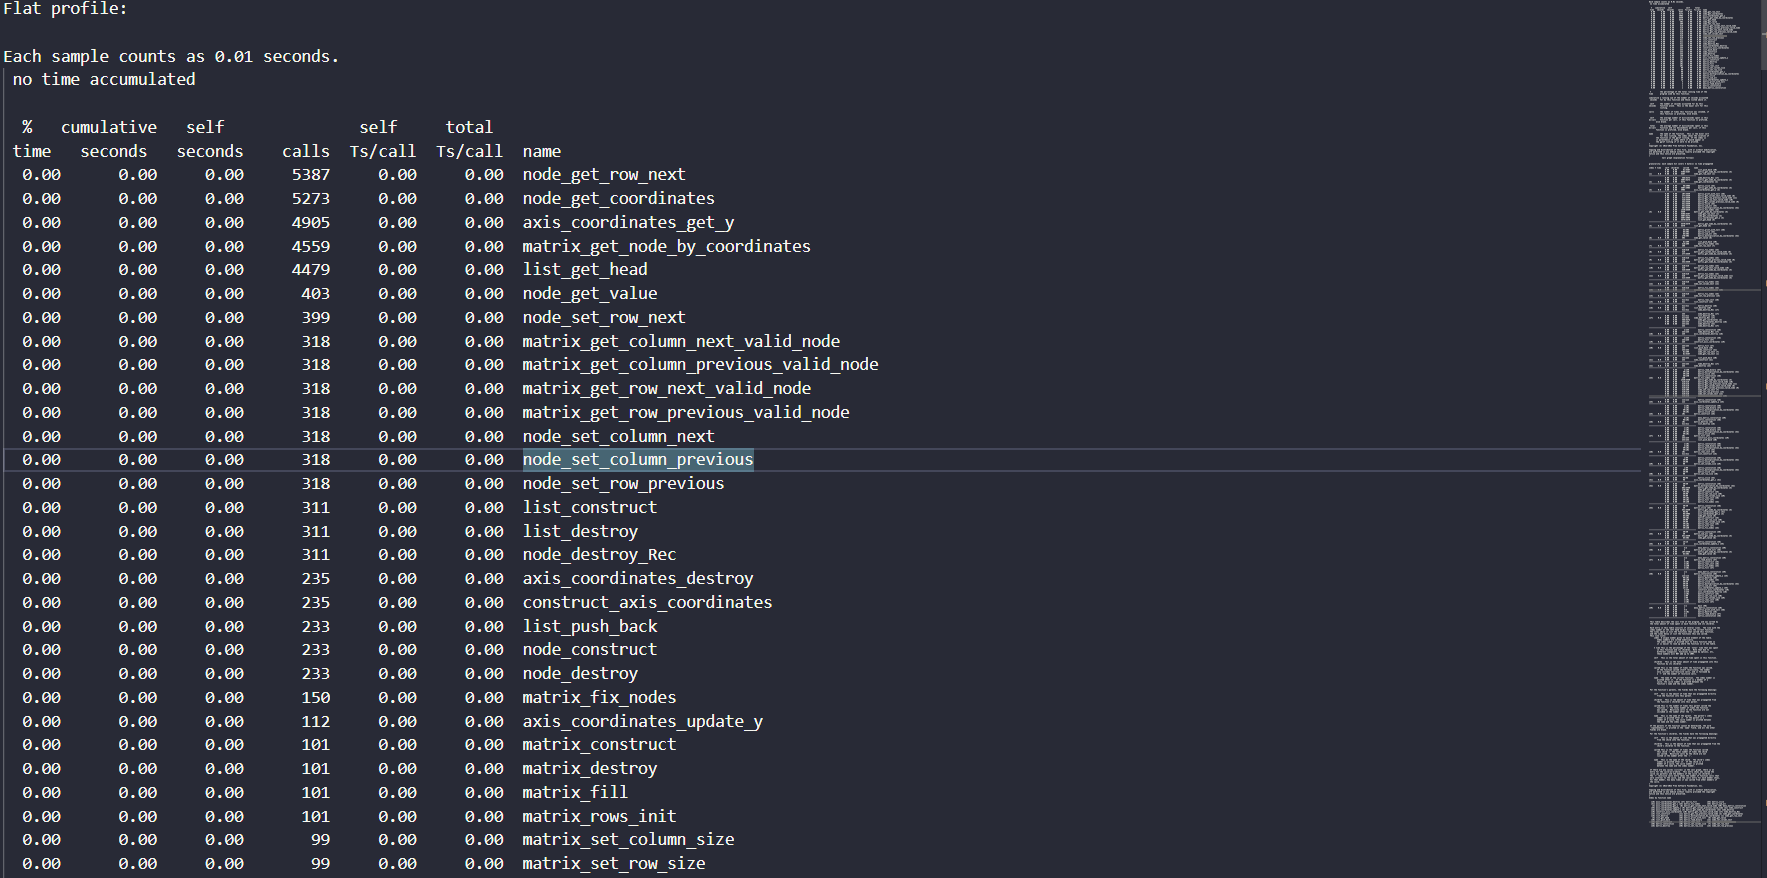 Flat profile:
Each sample counts as 0.01 seconds.
no time accumulated
% cumulative self self total
time seconds seconds calls Ts/call Ts/call name
0.00 0.00 0.00 5387 0.00 0.00 node_get_row_next
0.00 0.00 0.00 5273 0.00 0.00 node_get_coordinates
0.00 0.00 0.00 4905 0.00 0.00 axis_coordinates_get_y
0.00 0.00 0.00 4559 0.00 0.00 matrix_get_node_by_coordinates
0.00 0.00 0.00 4479 0.00 0.00 list_get_head
0.00 0.00 0.00 403 0.00 0.00 node_get_value
0.00 0.00 0.00 399 0.00 0.00 node_set_row_next
0.00 0.00 0.00 318 0.00 0.00 matrix_get_column_next_valid_node
0.00 0.00 0.00 318 0.00 0.00 matrix_get_column_previous_valid_node
0.00 0.00 0.00 318 0.00 0.00 matrix_get_row_next_valid_node
0.00 0.00 0.00 318 0.00 0.00 matrix_get_row_previous_valid_node
0.00 0.00 0.00 318 0.00 0.00 node_set_column_next
0.00 0.00 0.00 318 0.00 0.00 node_set_column_previous
0.00 0.00 0.00 318 0.00 0.00 node_set_row_previous
0.00 0.00 0.00 311 0.00 0.00 list_construct
0.00 0.00 0.00 311 0.00 0.00 list_destroy
0.00 0.00 0.00 311 0.00 0.00 node_destroy_Rec
0.00 0.00 0.00 235 0.00 0.00 axis_coordinates_destroy
0.00 0.00 0.00 235 0.00 0.00 construct_axis_coordinates
0.00 0.00 0.00 233 0.00 0.00 list_push_back
0.00 0.00 0.00 233 0.00 0.00 node_construct
0.00 0.00 0.00 233 0.00 0.00 node_destroy
0.00 0.00 0.00 150 0.00 0.00 matrix_fix_nodes
0.00 0.00 0.00 112 0.00 0.00 axis_coordinates_update_y
0.00 0.00 0.00 101 0.00 0.00 matrix_construct
0.00 0.00 0.00 101 0.00 0.00 matrix_destroy
0.00 0.00 0.00 101 0.00 0.00 matrix_fill
0.00 0.00 0.00 101 0.00 0.00 matrix_rows_init
0.00 0.00 0.00 99 0.00 0.00 matrix_set_column_size
0.00 0.00 0.00 99 0.00 0.00 matrix_set_row_size